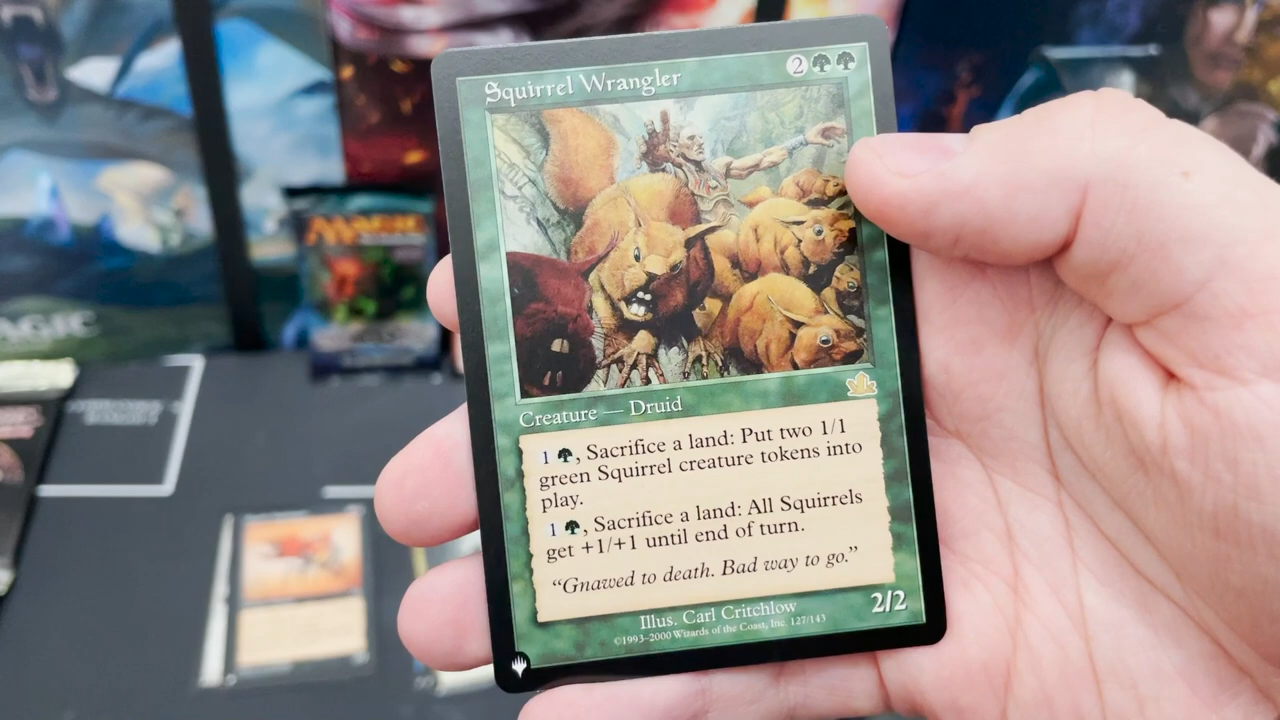 Squirrel Wrangler
2
MAGIC
AGIC
Creature — Druid
1 , Sacrifice a land: Put two 1/1
green Squirrel creature tokens into
play.
1 , Sacrifice a land: All Squirrels
get +1/+1 until end of turn.
“Gnawed to death. Bad way to go.”
Illus. Carl Critchlow
2/2
©1993–2000 Wizards of the Coast, Inc. 127/143